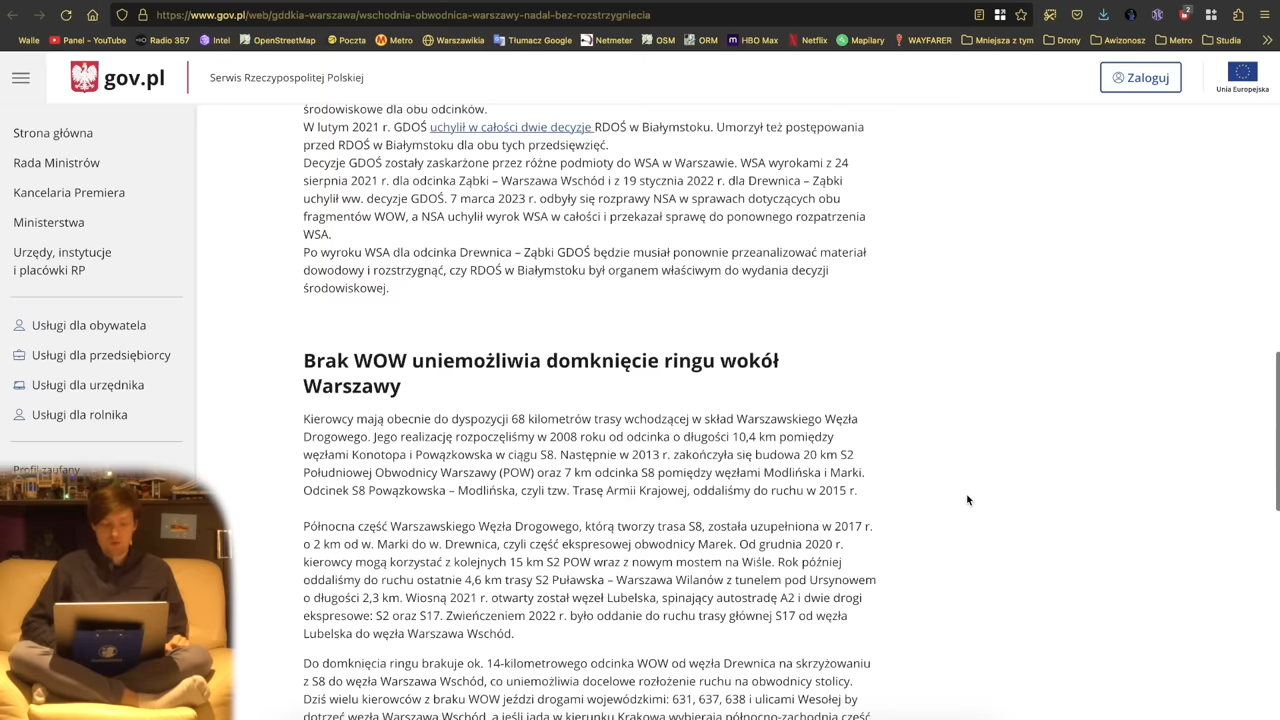 https://www.gov.pl/web/gddkia-warszawa/wschodnia-obwodnica-warszawy-nadal-bez-rozstrzygniecia
2
Walle
Panel - YouTube
Radio 357
Intel
OpenStreetMap
Poczta
Metro
Warszawikia
Tłumacz Google
Netmeter
OSM
ORM
HBO Max
Netflix
Mapilary
WAYFARER
Mniejsza z tym
Drony
Awizonosz
Metro
Studia
gov.pl
Serwis Rzeczypospolitej Polskiej
Zaloguj
Unia Europejska
Strona główna
Rada Ministrów
Kancelaria Premiera
Ministerstwa
Urzędy, instytucje
i placówki RP
Usługi dla obywatela
Usługi dla przedsiębiorcy
Usługi dla urzędnika
Usługi dla rolnika
Profil zaufany
środowiskowe dla obu odcinków.
W lutym 2021 r. GDOŚ uchylił w całości dwie decyzje RDOŚ w Białymstoku. Umorzył też postępowania
przed RDOŚ w Białymstoku dla obu tych przedsięwzięć.
Decyzje GDOŚ zostały zaskarżone przez różne podmioty do WSA w Warszawie. WSA wyrokami z 24
sierpnia 2021 r. dla odcinka Ząbki – Warszawa Wschód i z 19 stycznia 2022 r. dla Drewnica – Ząbki
uchylił ww. decyzje GDOŚ. 7 marca 2023 r. odbyły się rozprawy NSA w sprawach dotyczących obu
fragmentów WOW, a NSA uchylił wyrok WSA w całości i przekazał sprawę do ponownego rozpatrzenia
WSA.
Po wyroku WSA dla odcinka Drewnica – Ząbki GDOŚ będzie musiał ponownie przeanalizować materiał
dowodowy i rozstrzygnąć, czy RDOŚ w Białymstoku był organem właściwym do wydania decyzji
środowiskowej.
Brak WOW uniemożliwia domknięcie ringu wokół
Warszawy
Kierowcy mają obecnie do dyspozycji 68 kilometrów trasy wchodzącej w skład Warszawskiego Węzła
Drogowego. Jego realizację rozpoczęliśmy w 2008 roku od odcinka o długości 10,4 km pomiędzy
węzłami Konotopa i Powązkowska w ciągu S8. Następnie w 2013 r. zakończyła się budowa 20 km S2
Południowej Obwodnicy Warszawy (POW) oraz 7 km odcinka S8 pomiędzy węzłami Modlińska i Marki.
Odcinek S8 Powązkowska – Modlińska, czyli tzw. Trasę Armii Krajowej, oddaliśmy do ruchu w 2015 r.
Północna część Warszawskiego Węzła Drogowego, którą tworzy trasa S8, została uzupełniona w 2017 r.
o 2 km od w. Marki do w. Drewnica, czyli część ekspresowej obwodnicy Marek. Od grudnia 2020 r.
kierowcy mogą korzystać z kolejnych 15 km S2 POW wraz z nowym mostem na Wiśle. Rok później
oddaliśmy do ruchu ostatnie 4,6 km trasy S2 Puławska – Warszawa Wilanów z tunelem pod Ursynowem
o długości 2,3 km. Wiosną 2021 r. otwarty został węzeł Lubelska, spinający autostradę A2 i dwie drogi
ekspresowe: S2 oraz S17. Zwieńczeniem 2022 r. było oddanie do ruchu trasy głównej S17 od węzła
Lubelska do węzła Warszawa Wschód.
Do domknięcia ringu brakuje ok. 14-kilometrowego odcinka WOW od węzła Drewnica na skrzyżowaniu
z S8 do węzła Warszawa Wschód, co uniemożliwia docelowe rozłożenie ruchu na obwodnicy stolicy.
Dziś wielu kierowców z braku WOW jeździ drogami wojewódzkimi: 631, 637, 638 i ulicami Wesołej by
dotrzeć węzła Warszawa Wschód, a jeśli jadą w kierunku Krakowa wybierają północno-zachodnią część